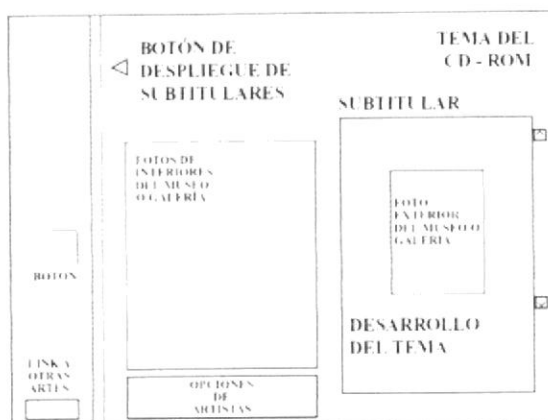 BOTÓN DE
DESPLIEGUE DE
SUBTITULARES
TEMA DEL
CD - ROM
SUBTITULAR
FOTOS DE
INTERIORES
DEL MUSEO
O GALERÍA
FOTO
EXTERIOR
DEL MUSEO O
GALERIA
BOTON
DESARROLLO
DEL TEMA
LINK A
OTRAS
ARTES
OPCIONES
DE
ARTISTAS